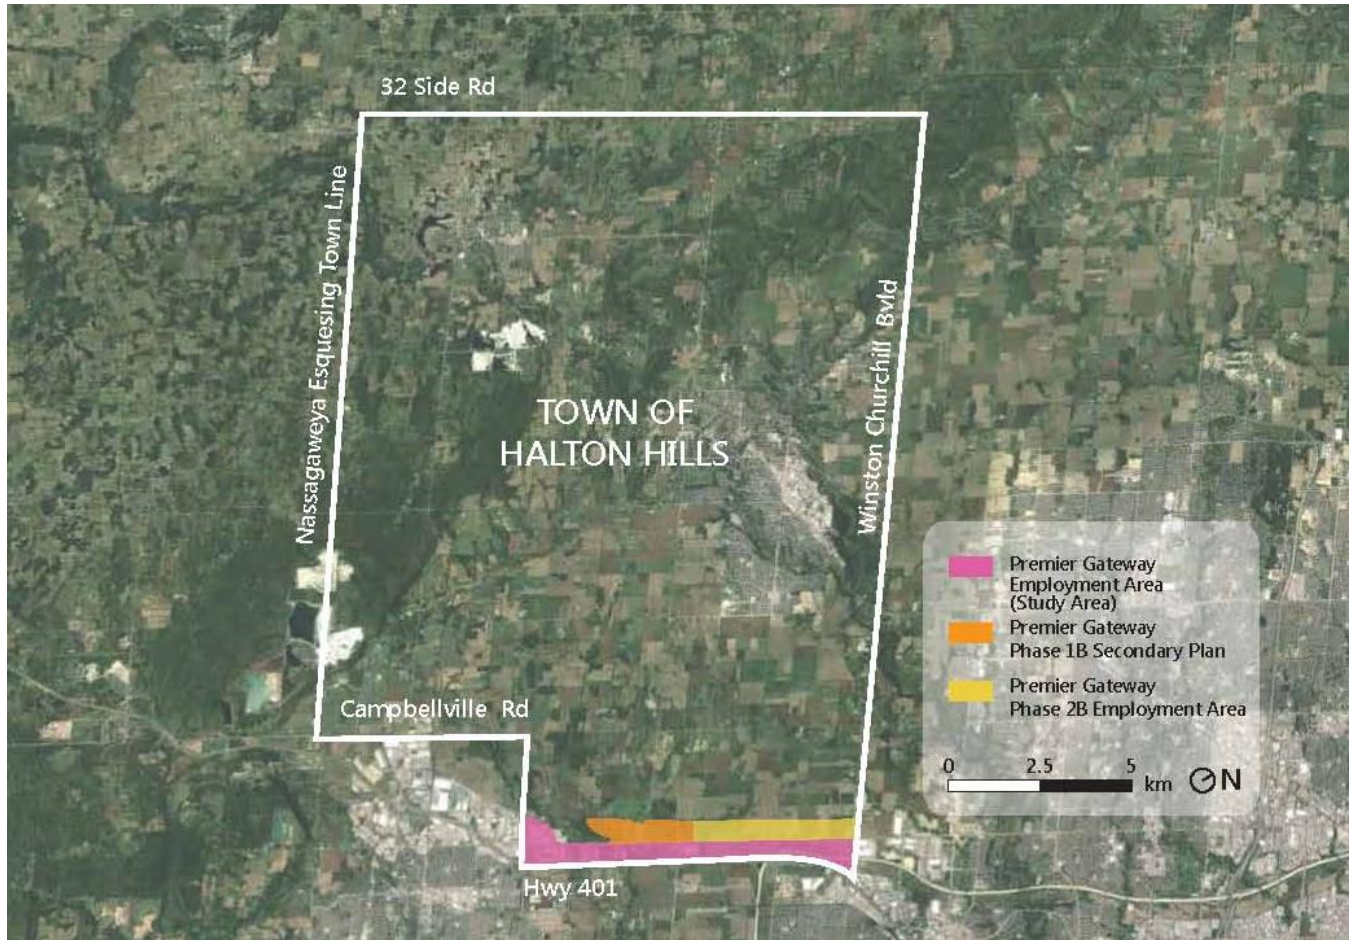 32 Side Rd
Nassagaweya Esquesing Town Line
Winston Churchill Bvld
TOWN OF
HALTON HILLS
Premier Gateway
Employment Area
(Study Area)
Premier Gateway
Phase 1B Secondary Plan
Premier Gateway
Phase 2B Employment Area
0 2.5 5
km N
Campbellville Rd
Hwy 401